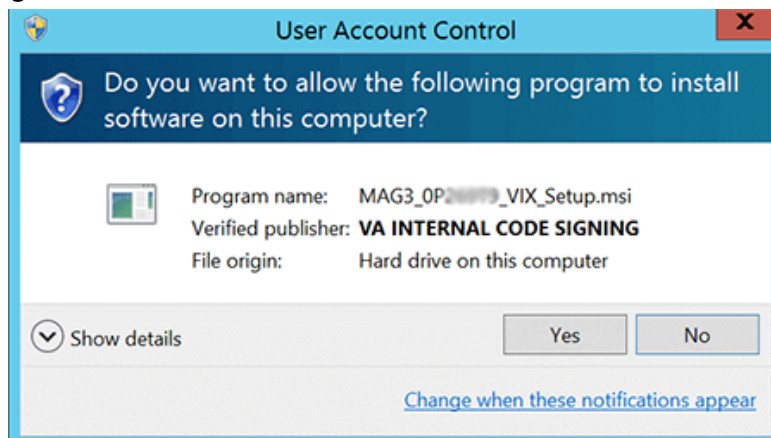 User Account Control
Do you want to allow the following program to install
software on this computer?
Program name: MAG3_0P _VIX_Setup.msi
Verified publisher: VA INTERNAL CODE SIGNING
File origin: Hard drive on this computer
Show details
Yes No
Change when these notifications appear